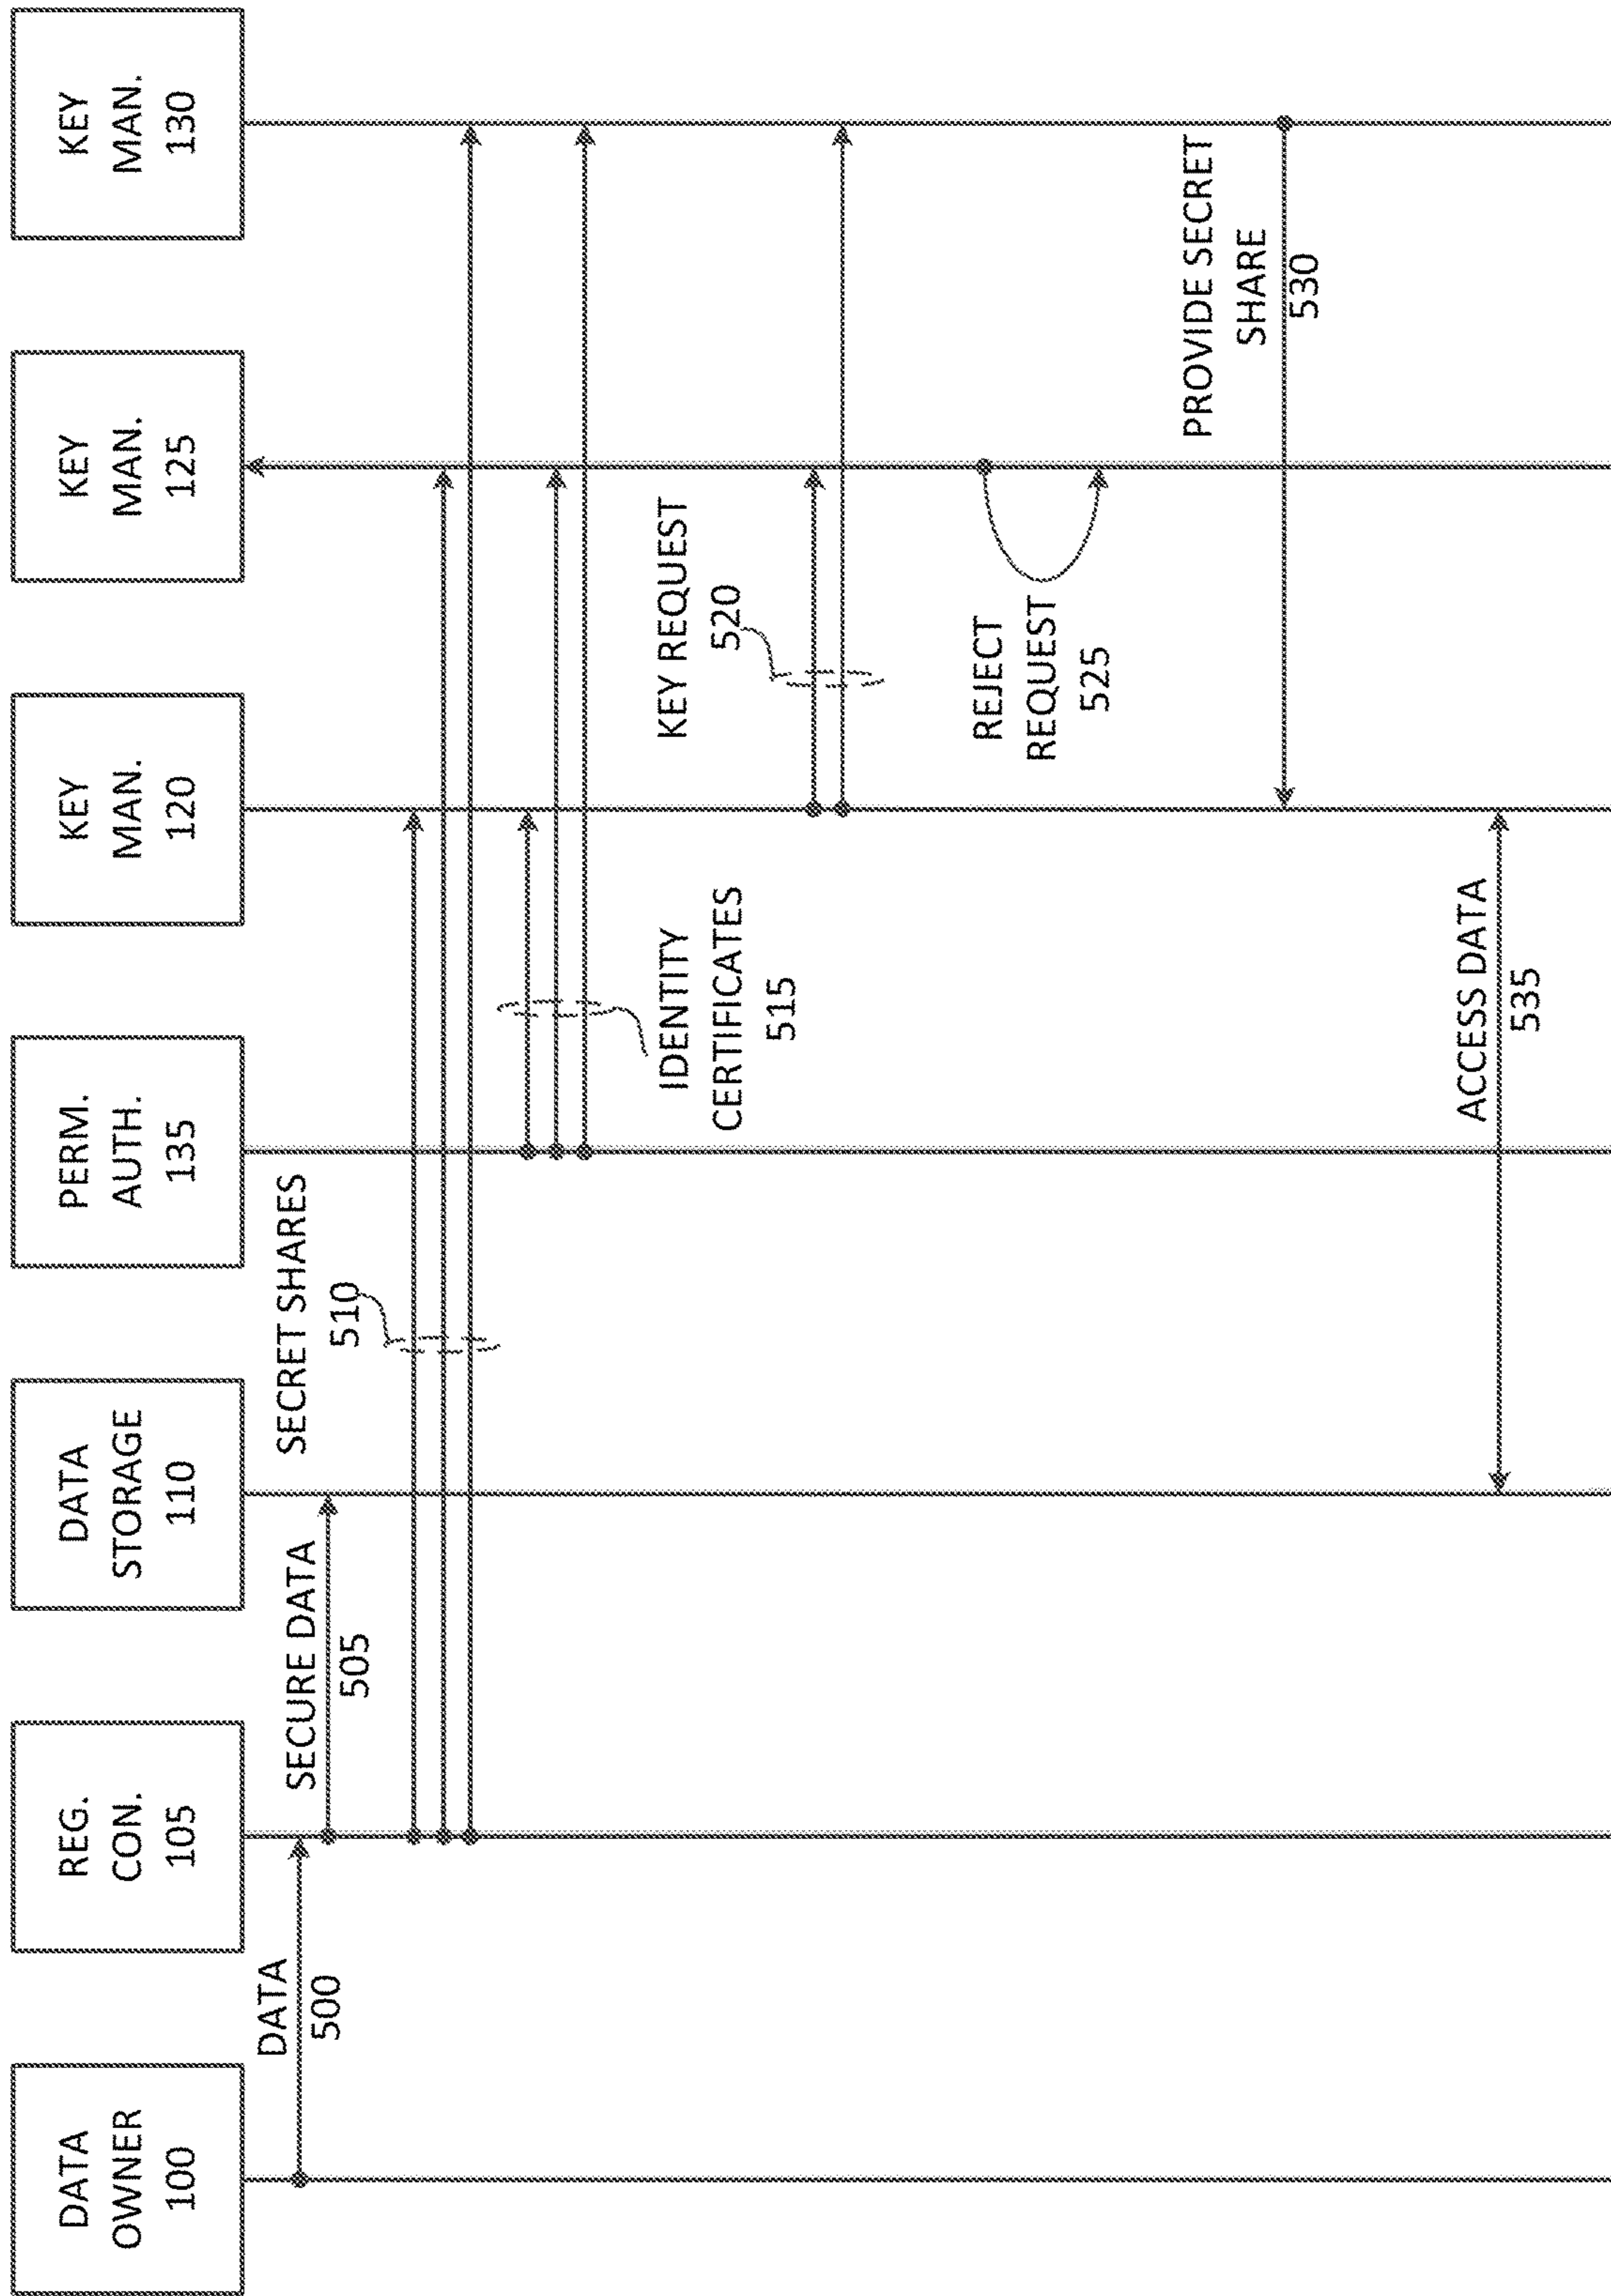 DATA
OWNER
100
REG.
CON.
105
DATA
STORAGE
110
PERM.
AUTH.
135
KEY
MAN.
120
KEY
MAN.
125
KEY
MAN.
130
DATA
500
SECURE DATA
505
SECRET SHARES
510
IDENTITY
CERTIFICATES
515
KEY REQUEST
520
REJECT
REQUEST
525
PROVIDE SECRET
SHARE
530
ACCESS DATA
535